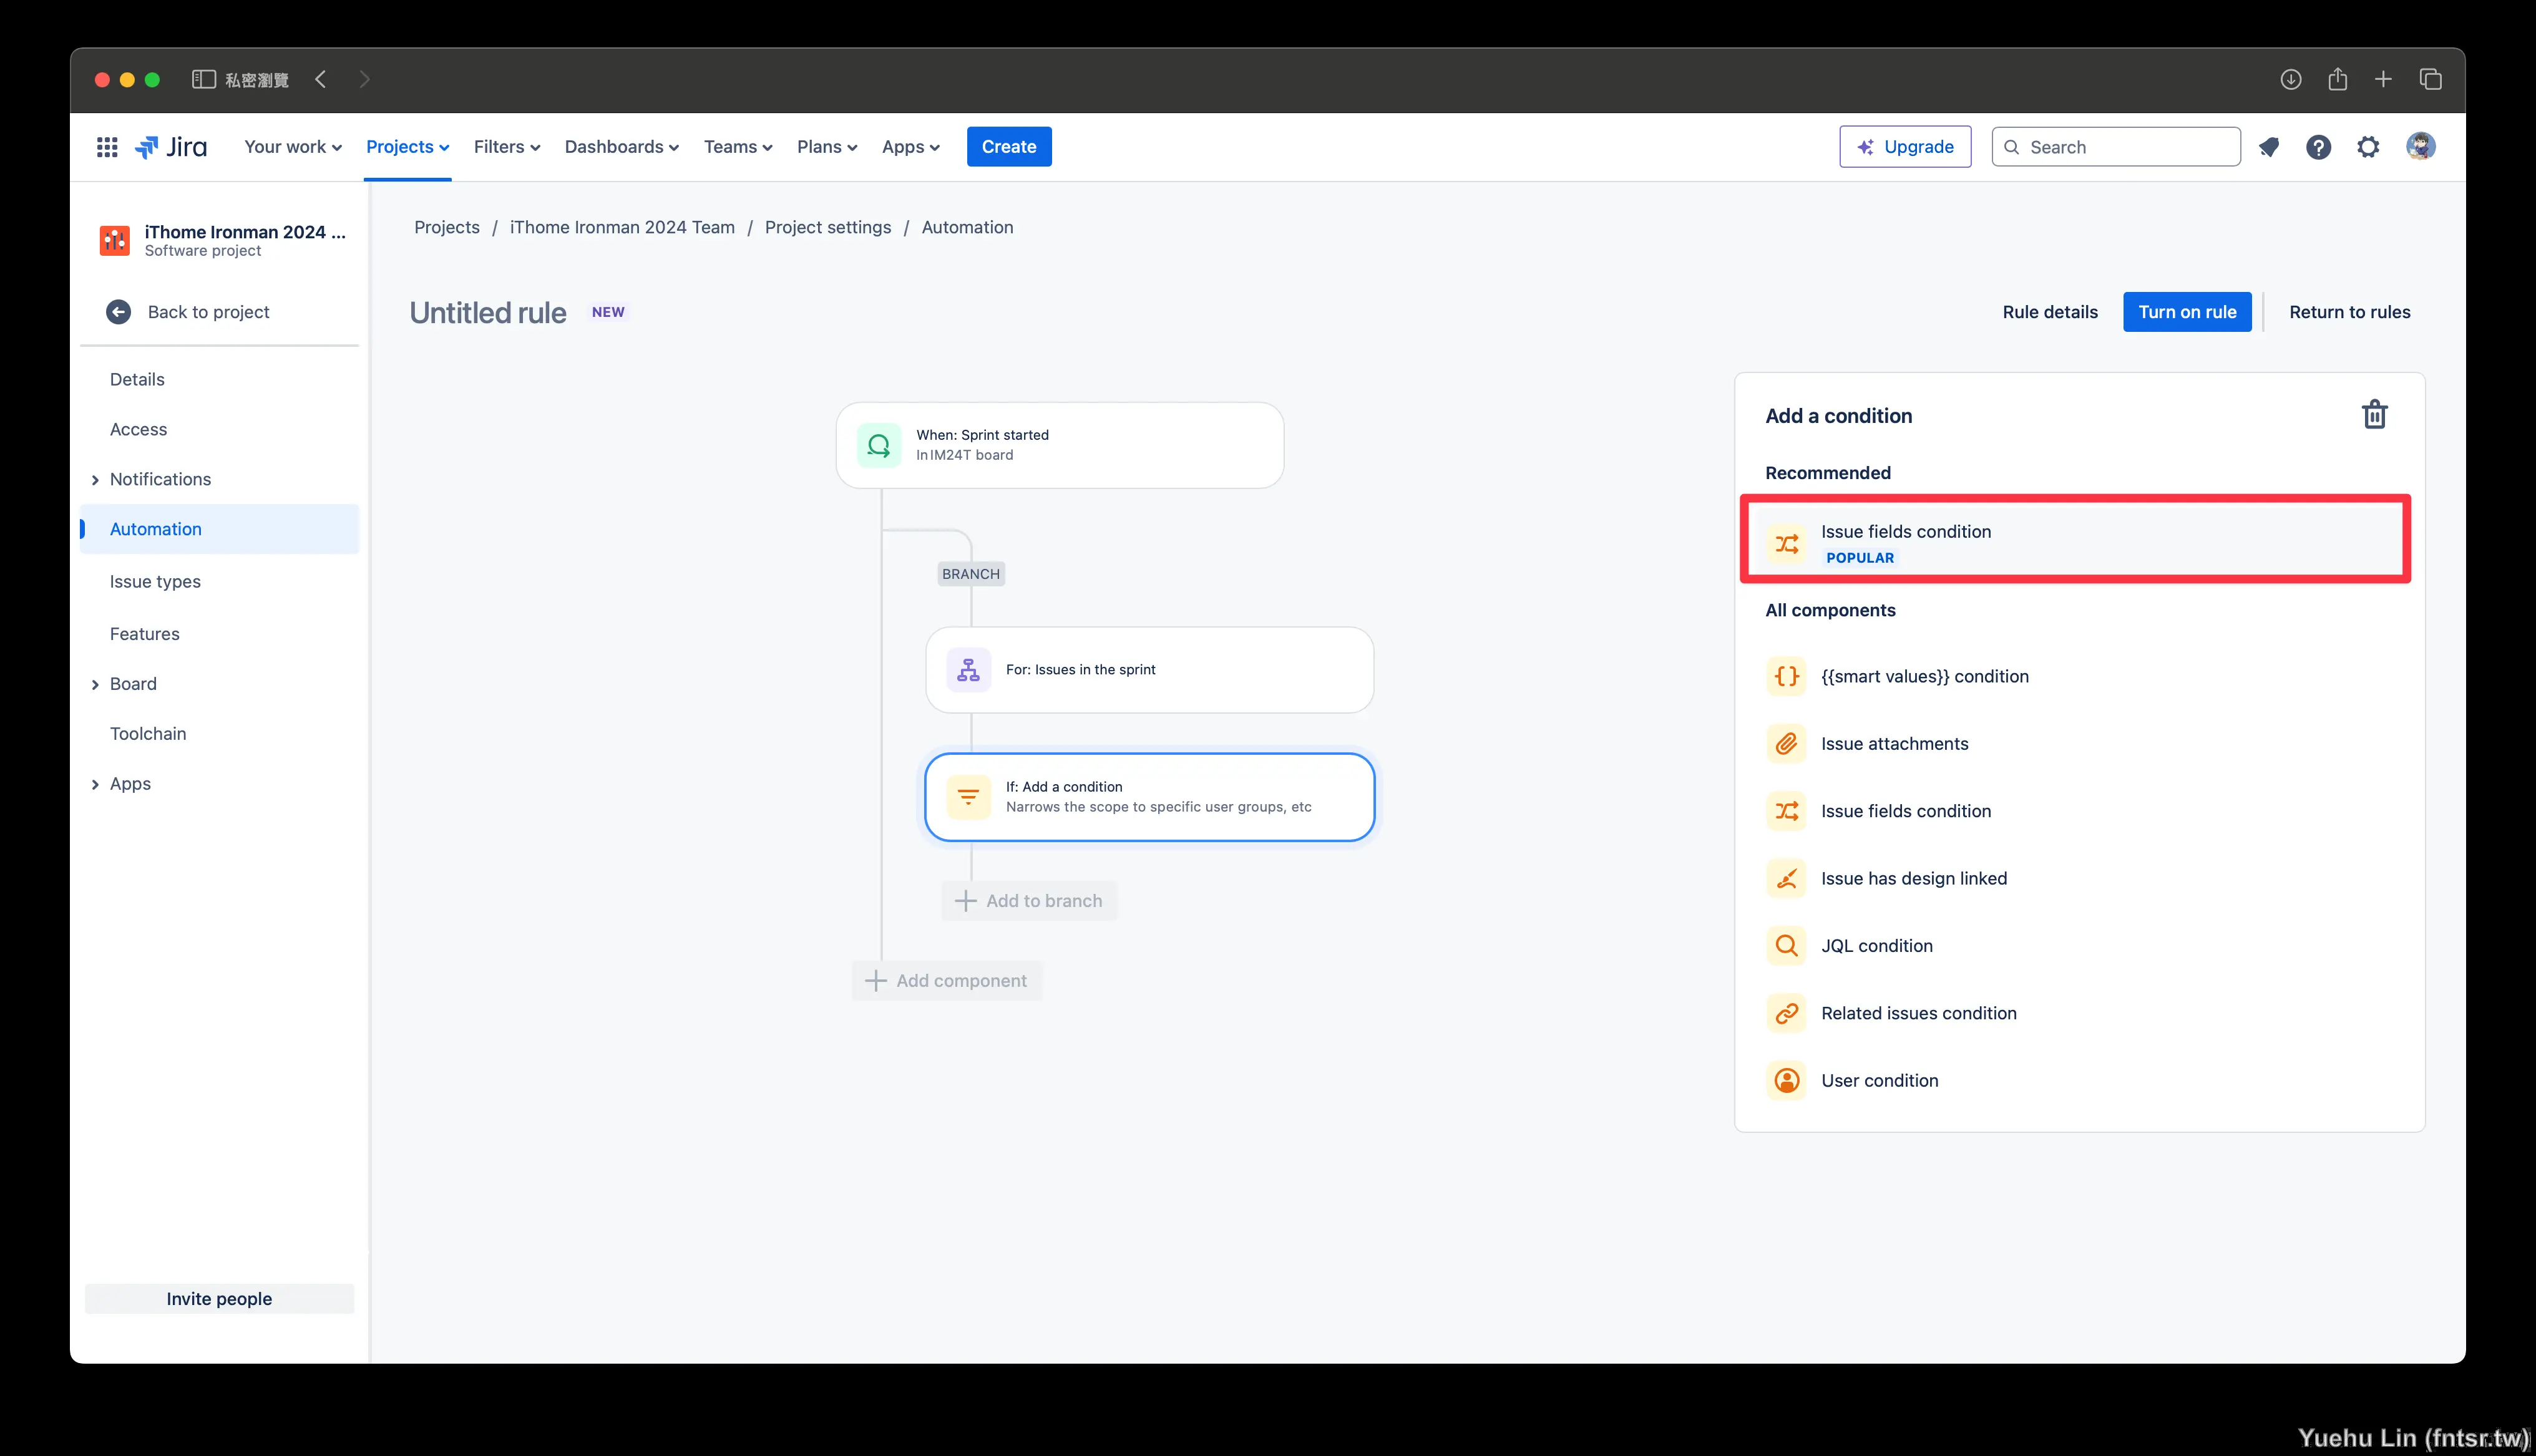 私密瀏覽
Jira
Your work
Projects
Filters
Dashboards
Teams
Plans
Apps
Create
Upgrade
Search
iThome Ironman 2024 ...
Software project
Back to project
Details
Access
Notifications
Automation
Issue types
Features
Board
Toolchain
Apps
Invite people
Projects / iThome Ironman 2024 Team / Project settings / Automation
Untitled rule NEW
Rule details
Turn on rule
Return to rules
When: Sprint started
In IM24T board
BRANCH
For: Issues in the sprint
If: Add a condition
Narrows the scope to specific user groups, etc
Add to branch
Add component
Add a condition
Recommended
Issue fields condition
POPULAR
All components
{{smart values}} condition
Issue attachments
Issue fields condition
Issue has design linked
JQL condition
Related issues condition
User condition
Yuehu Lin (fntsr.tw)